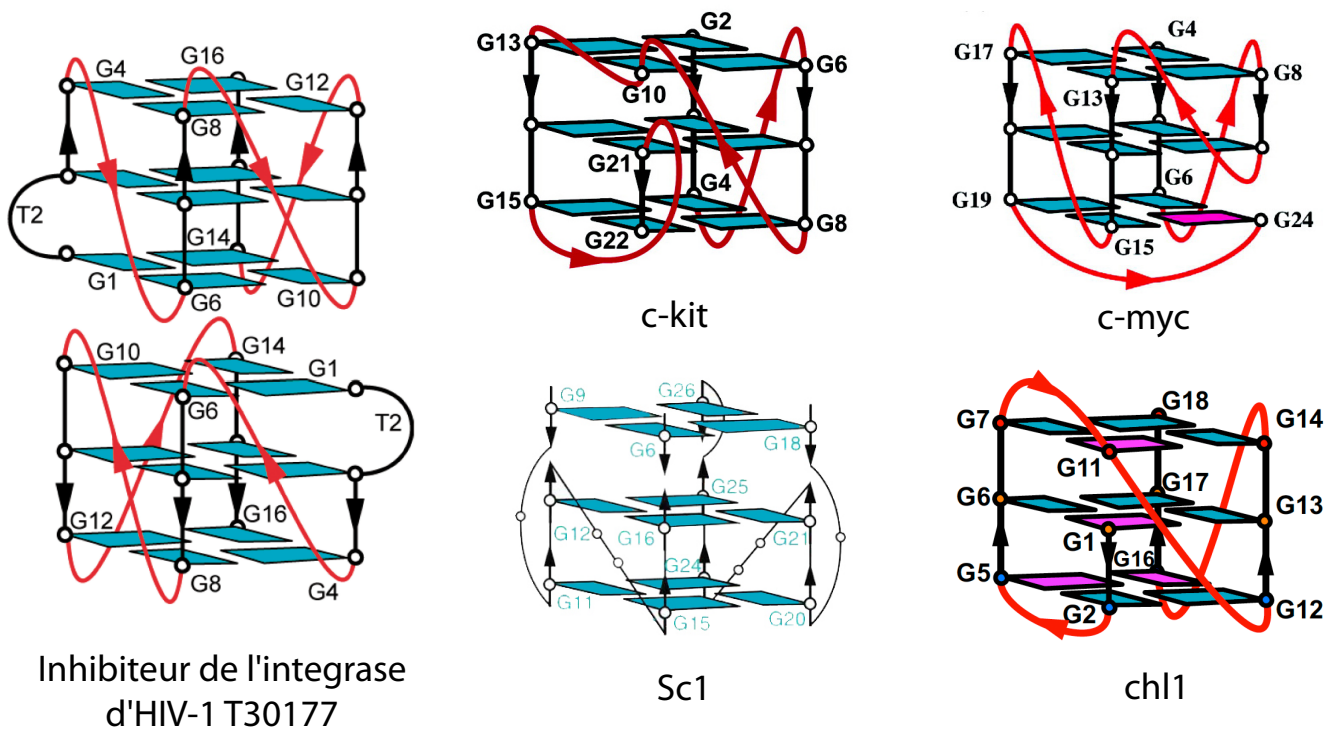 G4
G16
G12
G8
T2
G14
G1
G6
G10
G10
G14
G1
G6
T2
G12
G16
G8
G4
Inhibiteur de l'integrase
d'HIV-1 T30177
G13
G2
G6
G10
G21
G4
G15
G22
G8
c-kit
G17
G4
G8
G13
G6
G19
G24
G15
c-myc
G9
G26
G6
G18
G25
G12
G16
G21
G24
G11
G15
G20
Sc1
G7
G18
G14
G11
G6
G17
G13
G1
G16
G5
G2
G12
chl1